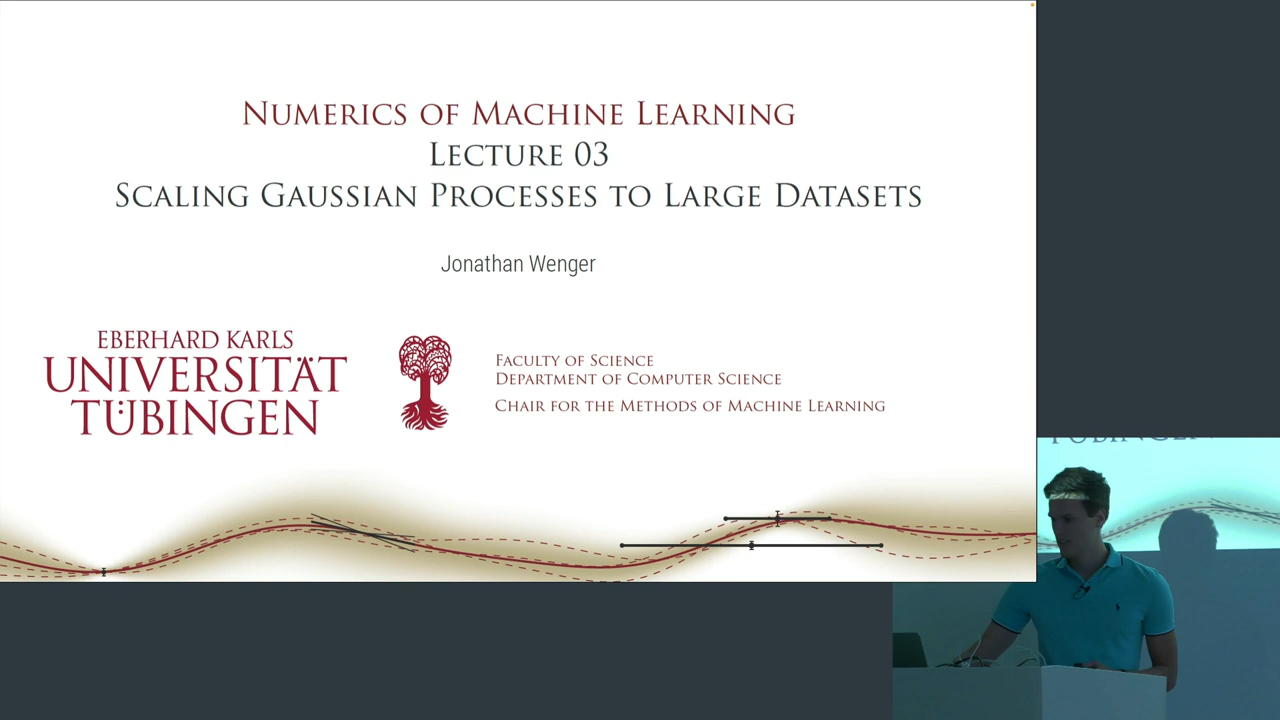 NUMERICS OF MACHINE LEARNING
LECTURE 03
SCALING GAUSSIAN PROCESSES TO LARGE DATASETS
Jonathan Wenger
EBERHARD KARLS
UNIVERSITÄT
TÜBINGEN
FACULTY OF SCIENCE
DEPARTMENT OF COMPUTER SCIENCE
CHAIR FOR THE METHODS OF MACHINE LEARNING
TÜBINGEN